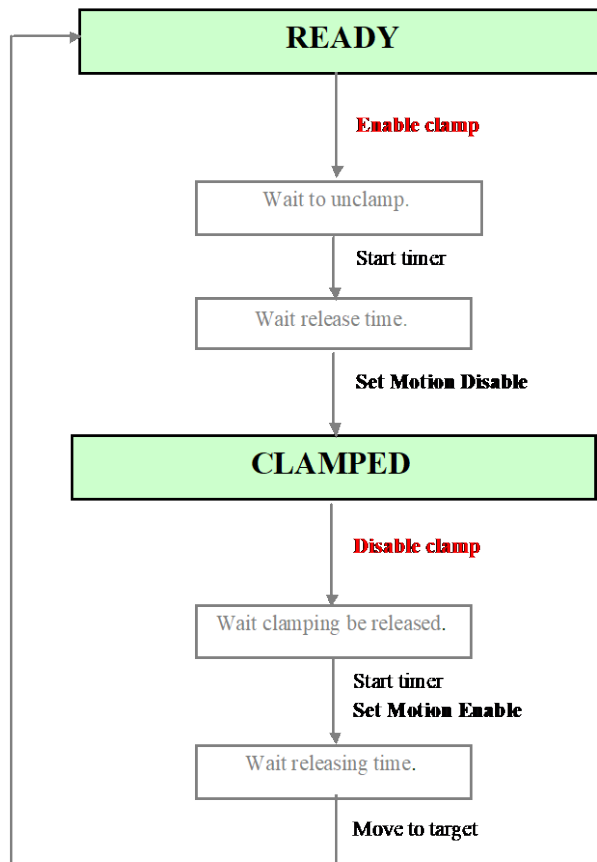 READY
Enable clamp
Wait to unclamp.
Start timer
Wait release time.
Set Motion Disable
CLAMPED
Disable clamp
Wait clamping be released.
Start timer
Set Motion Enable
Wait releasing time.
Move to target